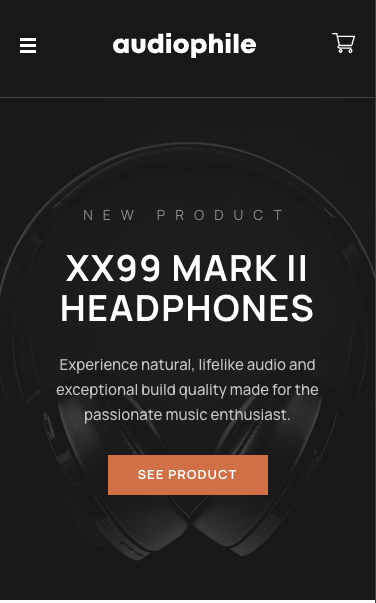 audiophile
NEW PRODUCT
XX99 MARK II
HEADPHONES
Experience natural, lifelike audio and
exceptional build quality made for the
passionate music enthusiast.
SEE PRODUCT